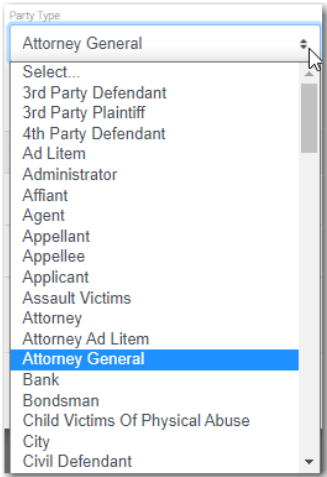 Party Type
Attorney General
Select...
3rd Party Defendant
3rd Party Plaintiff
4th Party Defendant
Ad Litem
Administrator
Affiant
Agent
Appellant
Appellee
Applicant
Assault Victims
Attorney
Attorney Ad Litem
Attorney General
Bank
Bondsman
Child Victims Of Physical Abuse
City
Civil Defendant